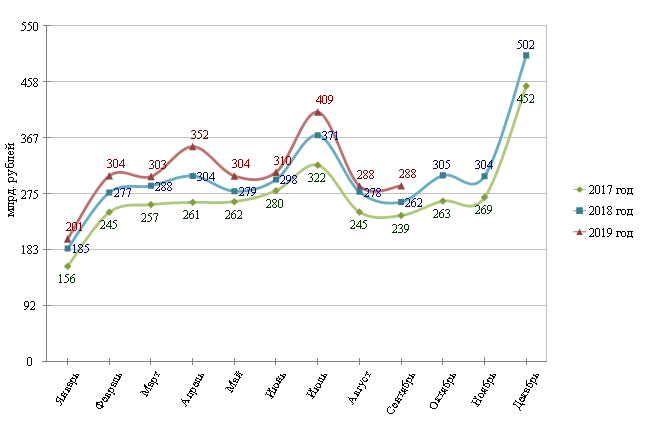 550
458
367
275
183
92
0
млрд. рублей
201
304
303
352
304
310
409
288
288
185
277
288
304
279
298
371
278
262
305
304
502
156
245
257
261
262
280
322
245
239
263
269
452
2017 год
2018 год
2019 год
Январь
Февраль
Март
Апрель
Май
Июнь
Июль
Август
Сентябрь
Октябрь
Ноябрь
Декабрь